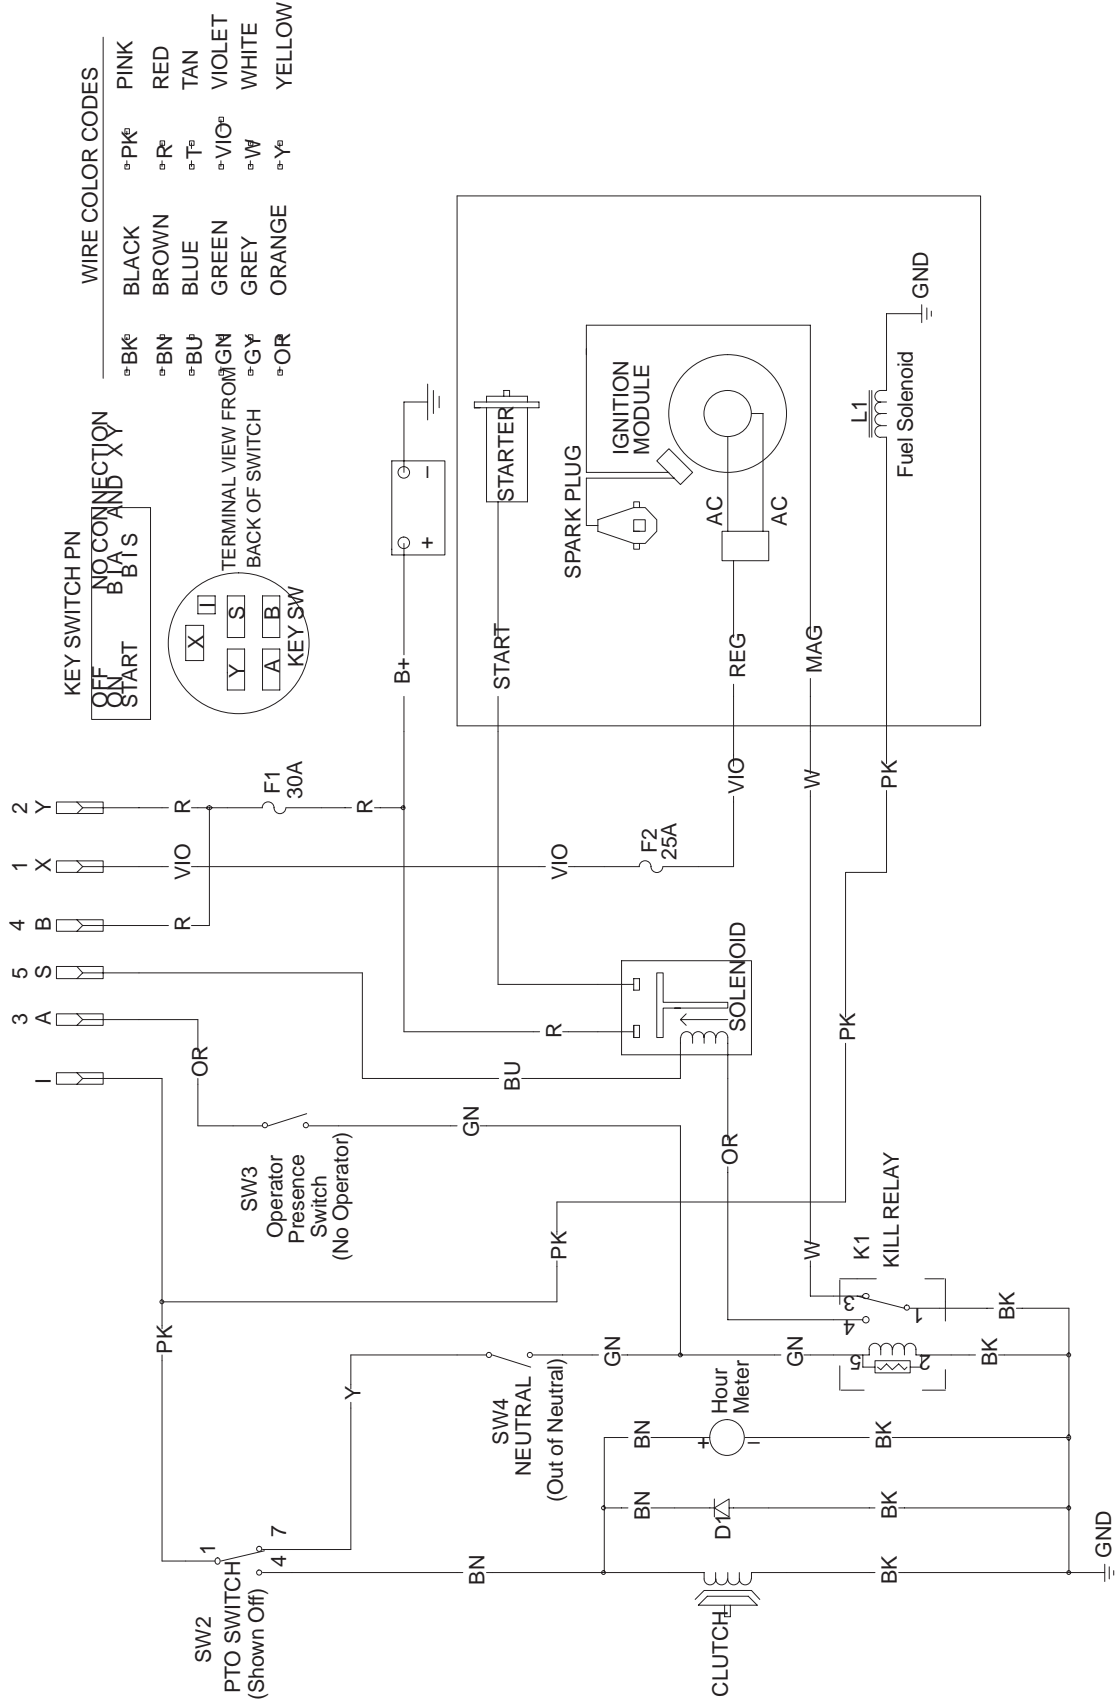 WIRE COLOR CODES
BK BLACK PK PINK
BN BROWN R RED
BU BLUE T TAN
GN GREEN VIO VIOLET
GY GREY W WHITE
OR ORANGE Y YELLOW
KEY SWITCH PN
OFF NO CONNECTION
ON B I A AND X Y
START B I S
TERMINAL VIEW FROM
BACK OF SWITCH
X
I
Y
S
A
B
KEY SW
I
3 A
5 S
4 B
1 X
2 Y
R
VIO
R
OR
F1
30A
R
B+
+
-
START
STARTER
SPARK PLUG
IGNITION
MODULE
AC
AC
REG
MAG
L1
Fuel Solenoid
GND
VIO
W
PK
VIO
F2
25A
R
SOLENOID
BU
OR
PK
SW3
Operator
Presence
Switch
(No Operator)
GN
PK
PK
W
K1
KILL RELAY
3
4
1
5
2
BK
BK
GN
GN
Y
SW4
NEUTRAL
(Out of Neutral)
Hour
Meter
BN
+
-
BK
BN
D1
BK
SW2
PTO SWITCH
(Shown Off)
1
7
4
BN
CLUTCH
BK
GND